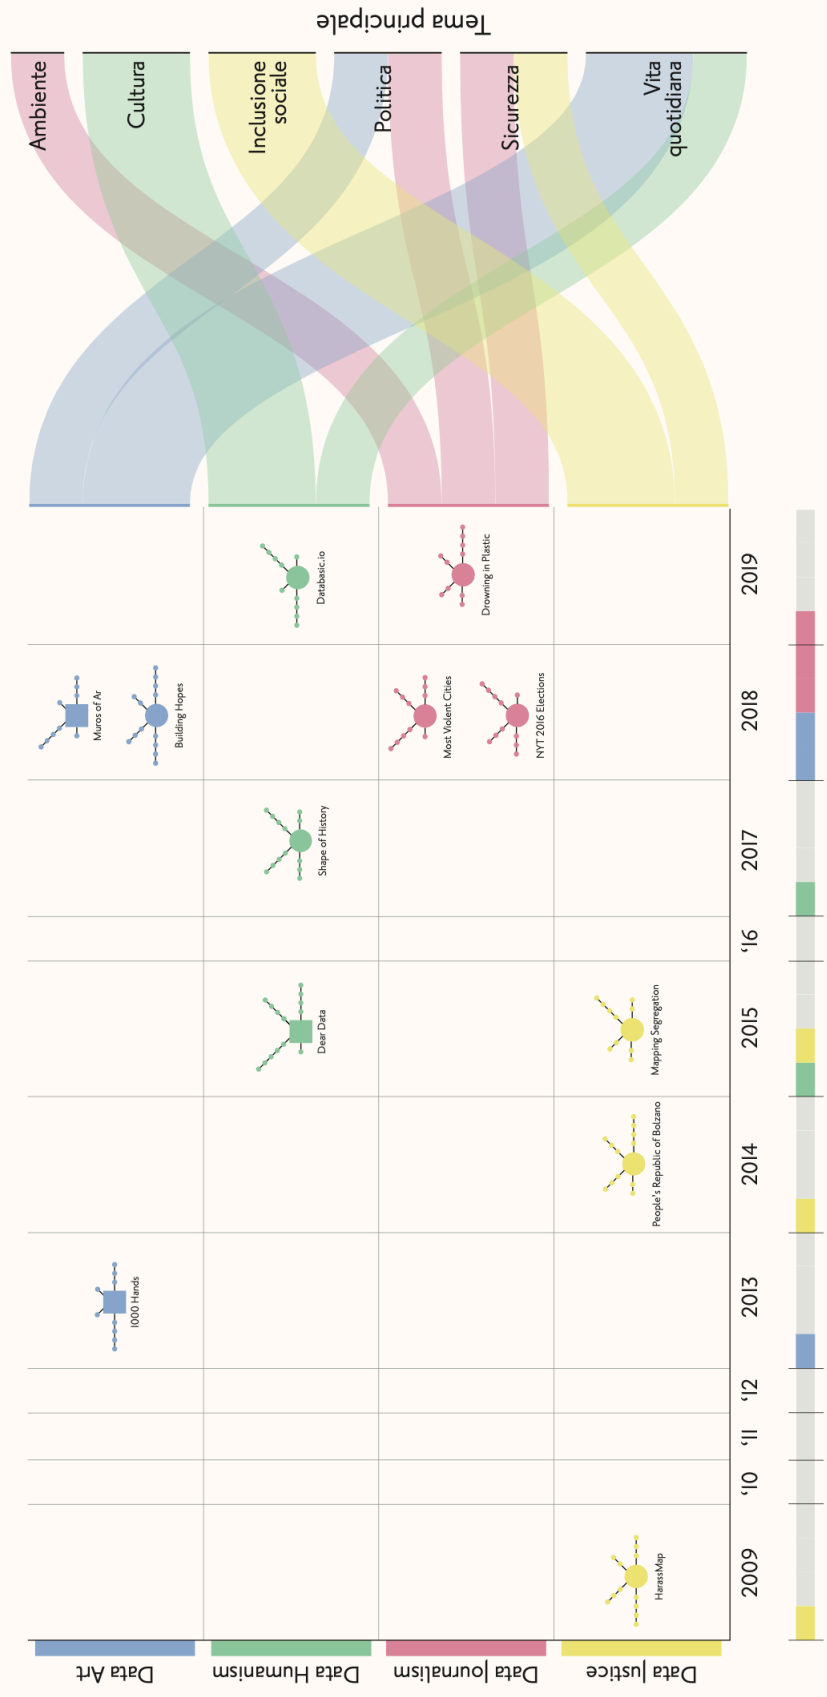 Tema principale
Ambiente
Cultura
Inclusione
sociale
Politica
Sicurezza
Vita
quotidiana
Databasic.io
Drowning in Plastic
2019
Muros of Ar
Building Hopes
Most Violent Cities
NYT 2016 Elections
2018
Shape of History
2017
'16
Dear Data
Mapping Segregation
2015
People's Republic of Bolzano
2014
1000 Hands
2013
'12
'11
'10
HarassMap
2009
Data Art
Data Humanism
Data Journalism
Data Justice